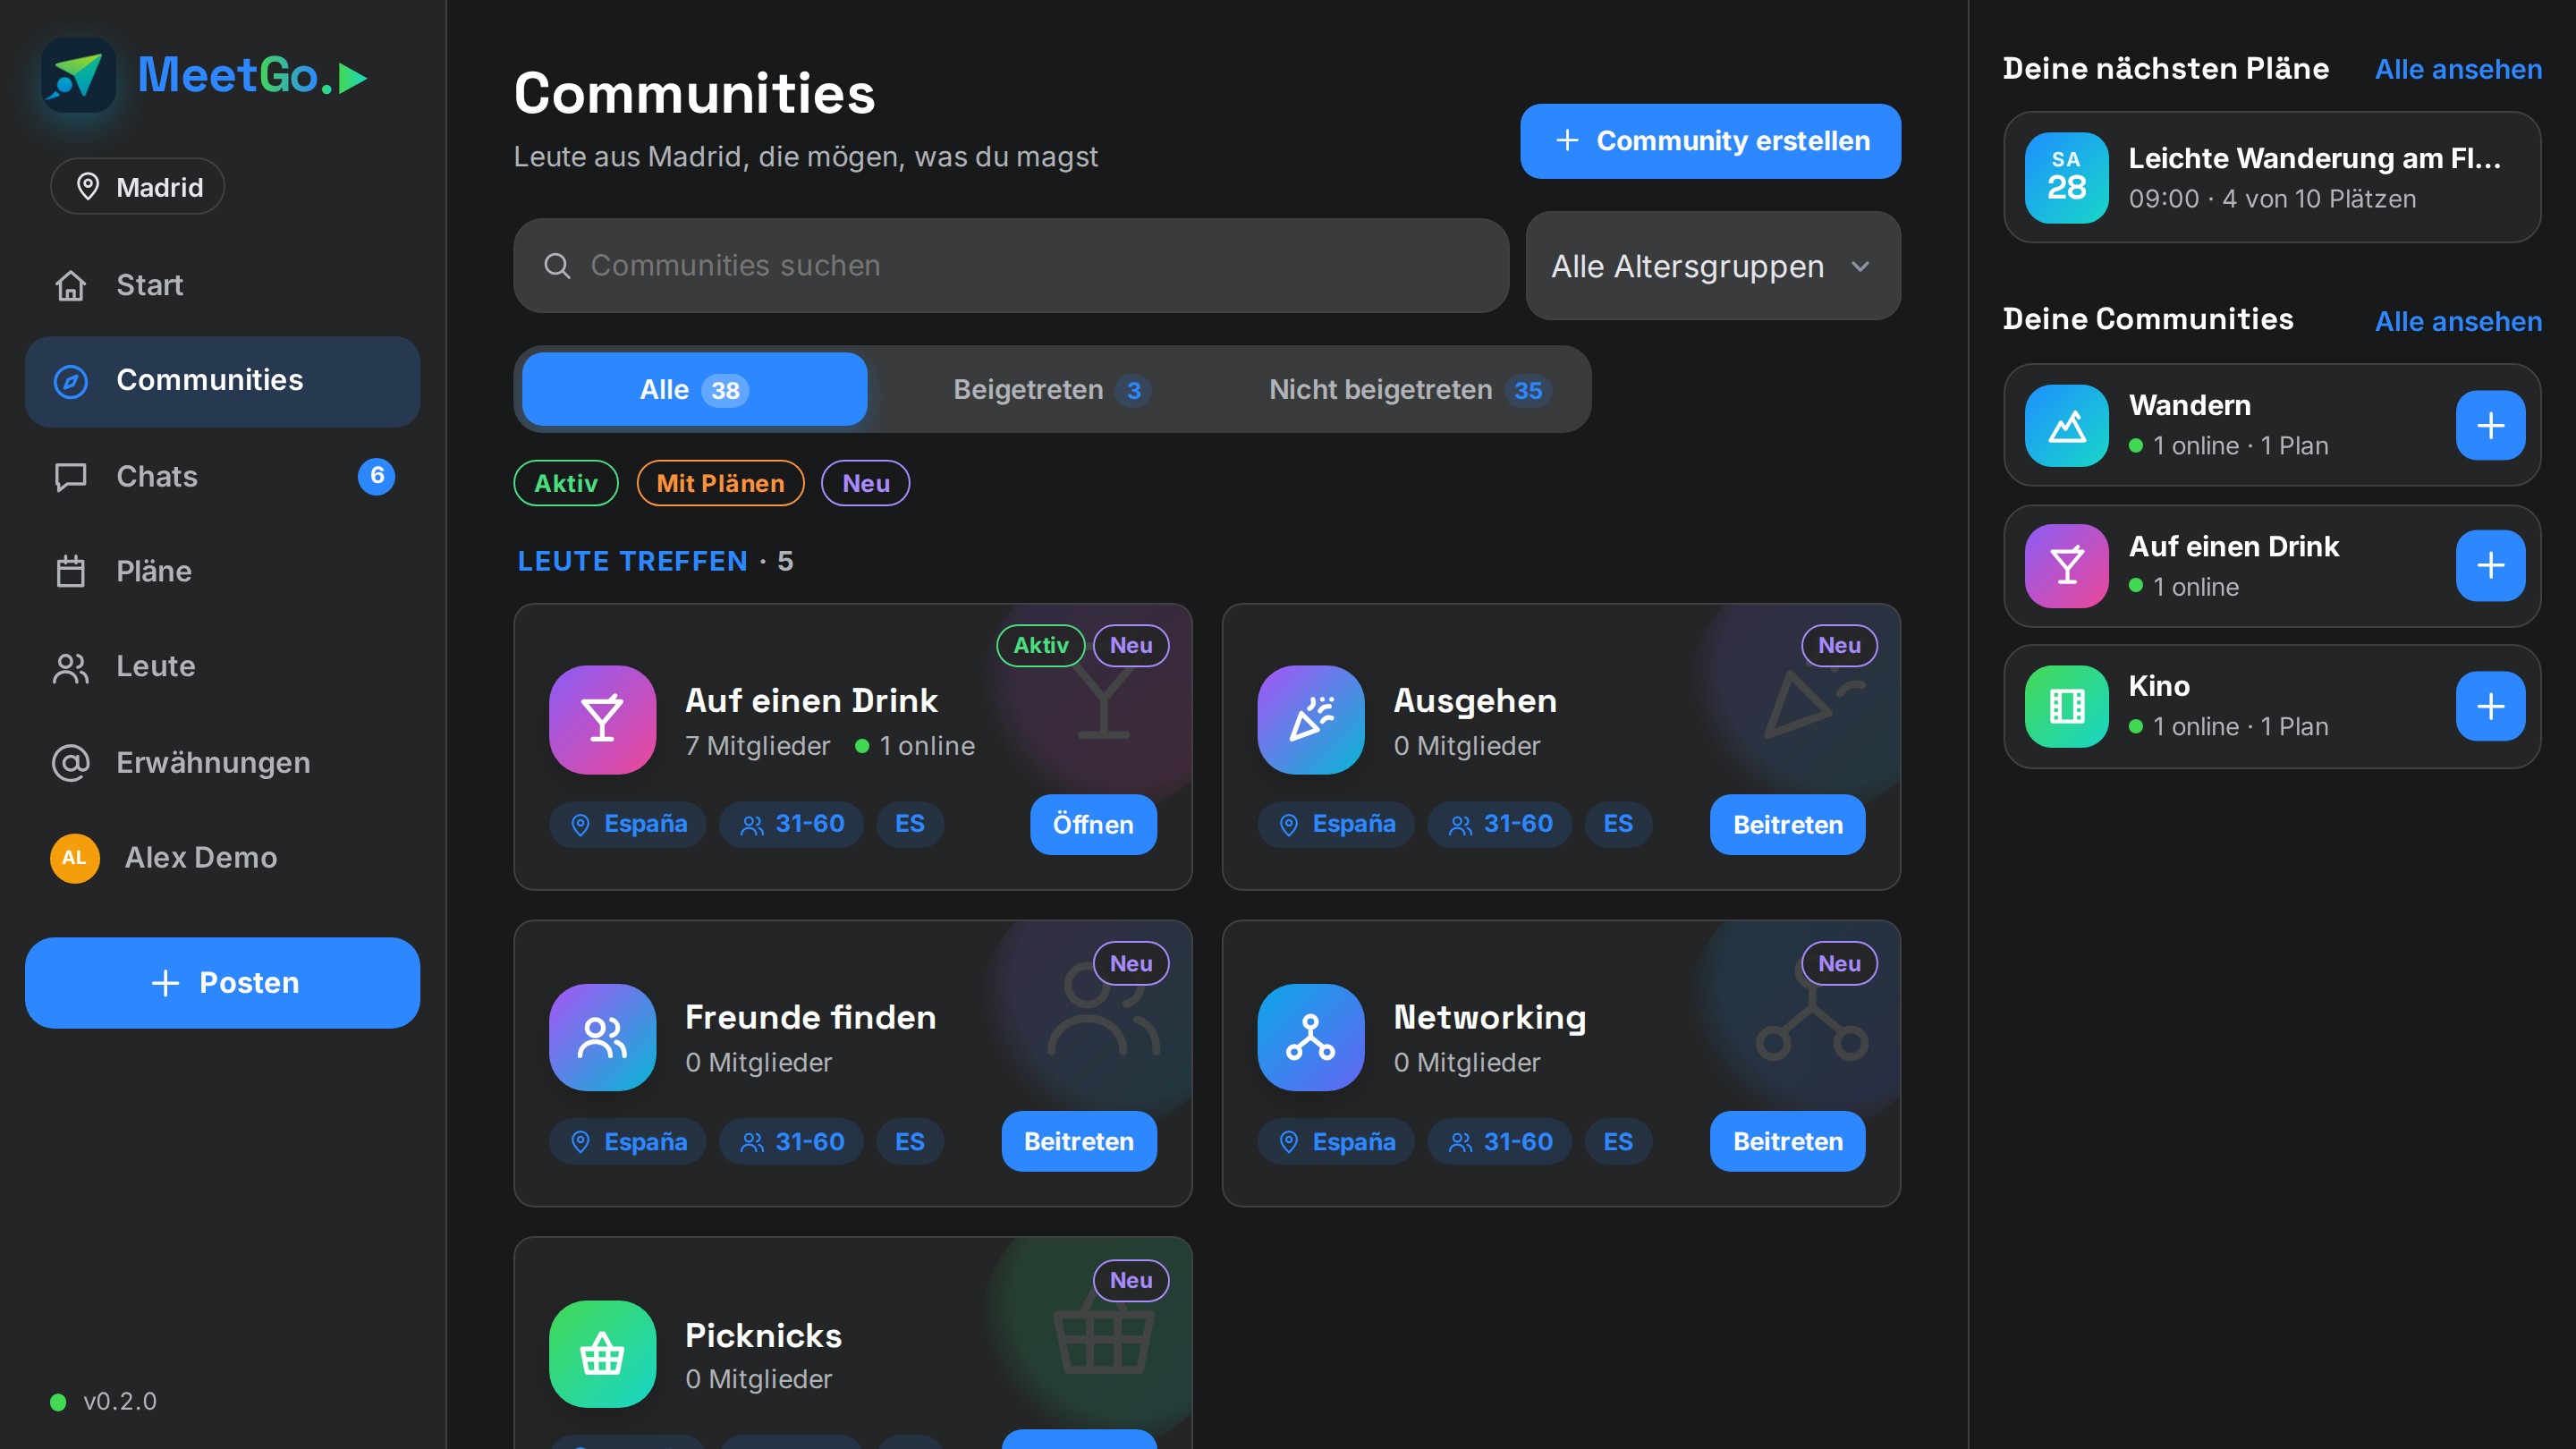 MeetGo.
Madrid
Start
Communities
Chats
6
Pläne
Leute
Erwähnungen
AL
Alex Demo
Posten
v0.2.0
Communities
Leute aus Madrid, die mögen, was du magst
Community erstellen
Communities suchen
Alle Altersgruppen
Alle 38
Beigetreten 3
Nicht beigetreten 35
Aktiv
Mit Plänen
Neu
LEUTE TREFFEN · 5
Aktiv
Neu
Auf einen Drink
7 Mitglieder
1 online
España
31-60
ES
Öffnen
Neu
Ausgehen
0 Mitglieder
España
31-60
ES
Beitreten
Neu
Freunde finden
0 Mitglieder
España
31-60
ES
Beitreten
Neu
Networking
0 Mitglieder
España
31-60
ES
Beitreten
Neu
Picknicks
0 Mitglieder
Deine nächsten Pläne
Alle ansehen
SA
28
Leichte Wanderung am Fl...
09:00 · 4 von 10 Plätzen
Deine Communities
Alle ansehen
Wandern
1 online · 1 Plan
Auf einen Drink
1 online
Kino
1 online · 1 Plan